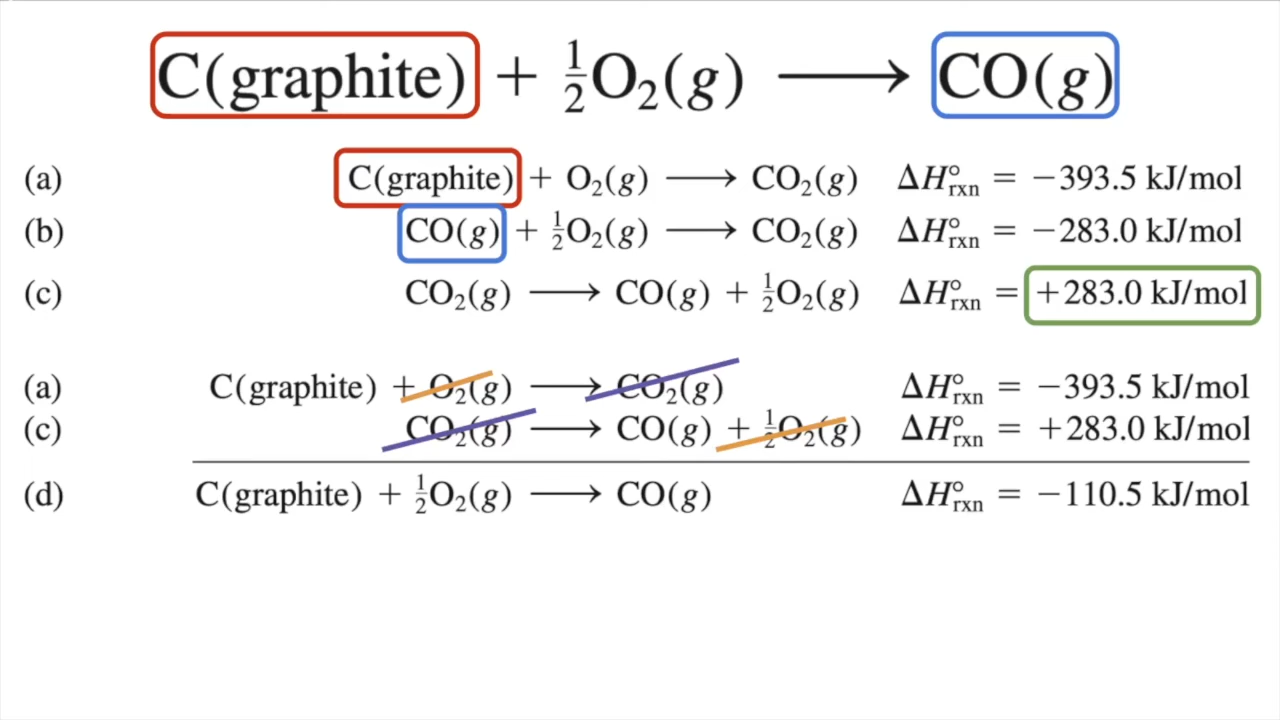 C(graphite) + ½O₂(g) ⟶ CO(g)
(a) C(graphite) + O₂(g) ⟶ CO₂(g) ΔH°rxn = −393.5 kJ/mol
(b) CO(g) + ½O₂(g) ⟶ CO₂(g) ΔH°rxn = −283.0 kJ/mol
(c) CO₂(g) ⟶ CO(g) + ½O₂(g) ΔH°rxn = +283.0 kJ/mol
(a) C(graphite) + O₂(g) ⟶ CO₂(g) ΔH°rxn = −393.5 kJ/mol
(c) CO₂(g) ⟶ CO(g) + ½O₂(g) ΔH°rxn = +283.0 kJ/mol
(d) C(graphite) + ½O₂(g) ⟶ CO(g) ΔH°rxn = −110.5 kJ/mol